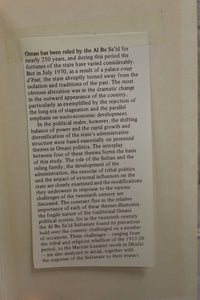 Oman has been ruled by the Al Bu Sa'id for
nearly 250 years, and during this period the
fortunes of the state have varied considerably.
But in July 1970, as a result of a palace coup
d'état, the state abruptly turned away from the
isolation and traditions of the past. The most
obvious alteration was in the dramatic change
in the outward appearance of the country,
particularly as exemplified by the rejection of
the long era of stagnation and the parallel
emphasis on socio-economic development.
In the political realm, however, the shifting
balance of power and the rapid growth and
diversification of the state's administrative
structure were based essentially on perennial
themes in Omani politics. The interplay
between four of these themes forms the basis
of this study. The role of the Sultan and the
ruling family, the development of the
administration, the exercise of tribal politics
and the impact of external influences on the
state are closely examined and the modifications
they underwent in response to the various
challenges of the twentieth century are
illustrated. The constant flux in the relative
importance of each of these themes illustrates
the fragile nature of the traditional Omani
political system, for in the twentieth century
the Al Bu Sa'id Sultanate found its precarious
hold over the country challenged on a number
of occasions. These challenges – ranging from
the tribal and religious rebellion of the 1913-20
period, to the Marxist-Leninist revolt in Dhofar
– are also analysed in detail, together with
the response of the Sultanate to their impact.